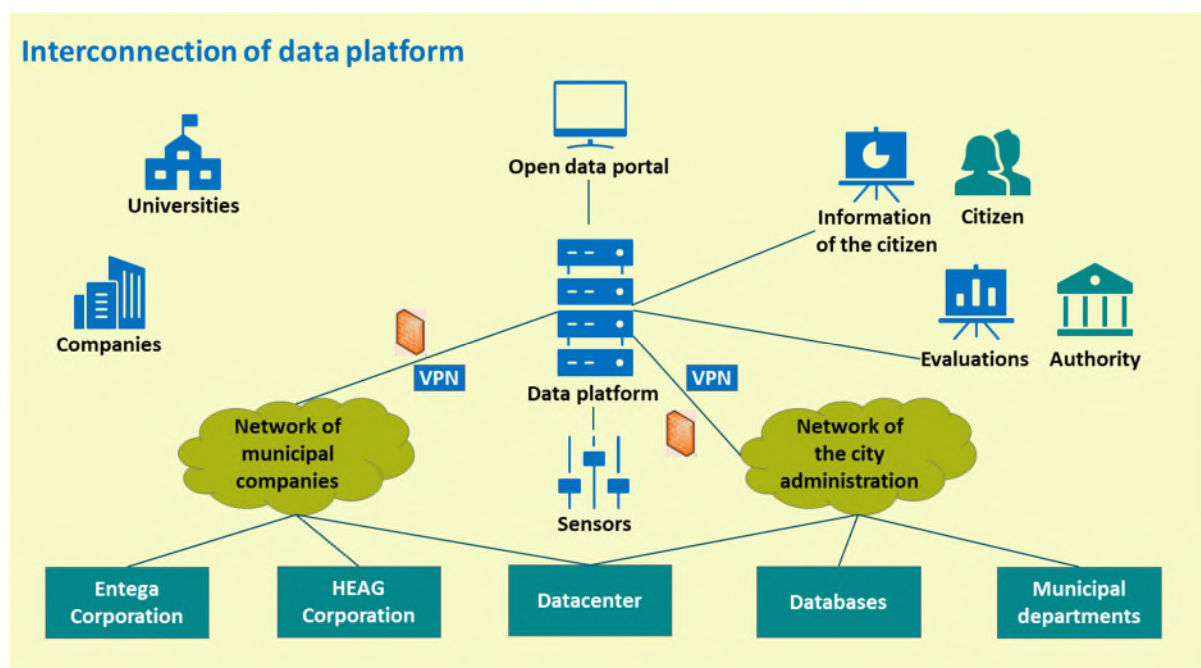 Interconnection of data platform
Open data portal
Universities
Information
of the citizen
Citizen
Companies
Evaluations
Authority
VPN
VPN
Data platform
Network of
municipal
companies
Network of
the city
administration
Sensors
Entega
Corporation
HEAG
Corporation
Datacenter
Databases
Municipal
departments